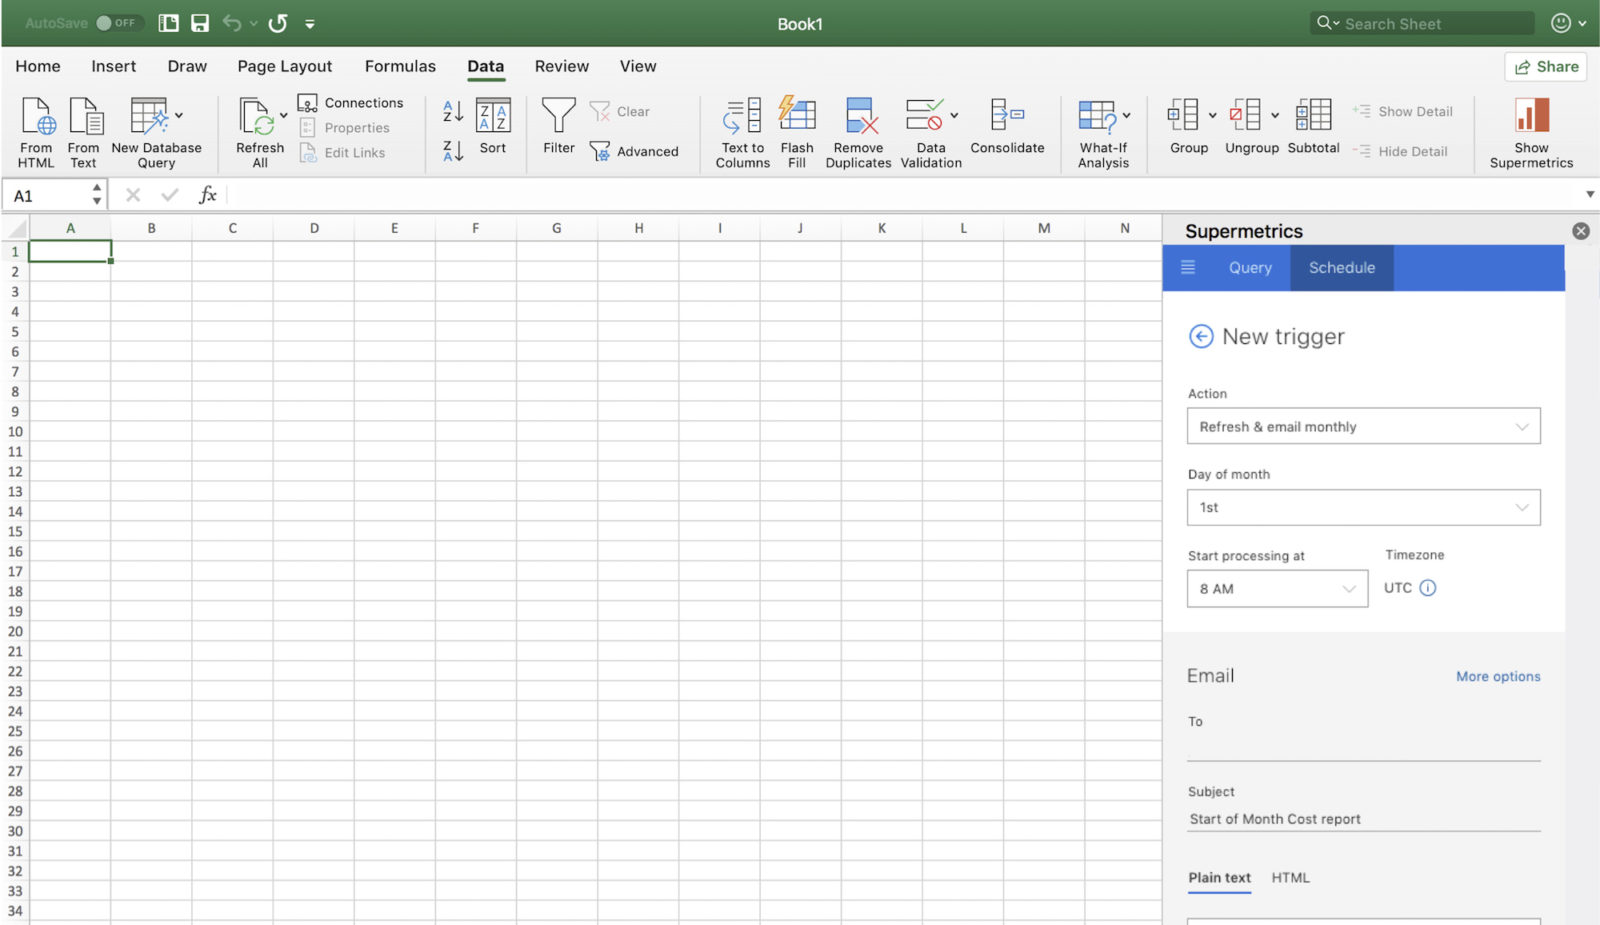 AutoSave OFF Book1 Search Sheet
Home Insert Draw Page Layout Formulas Data Review View Share
From HTML
From Text
New Database Query
Refresh All
Connections
Properties
Edit Links
A Z
Z A
Z A A Z
Sort
Filter
Clear
Advanced
Text to Columns
Flash Fill
Remove Duplicates
Data Validation
Consolidate
What-If Analysis
Group
Ungroup
Subtotal
Show Detail
Hide Detail
Show Supermetrics
A1 fx
A B C D E F G H I J K L M N
1
2
3
4
5
6
7
8
9
10
11
12
13
14
15
16
17
18
19
20
21
22
23
24
25
26
27
28
29
30
31
32
33
34
Supermetrics
Query Schedule
New trigger
Action
Refresh & email monthly
Day of month
1st
Start processing at Timezone
8 AM UTC i
Email More options
To
Subject
Start of Month Cost report
Plain text HTML